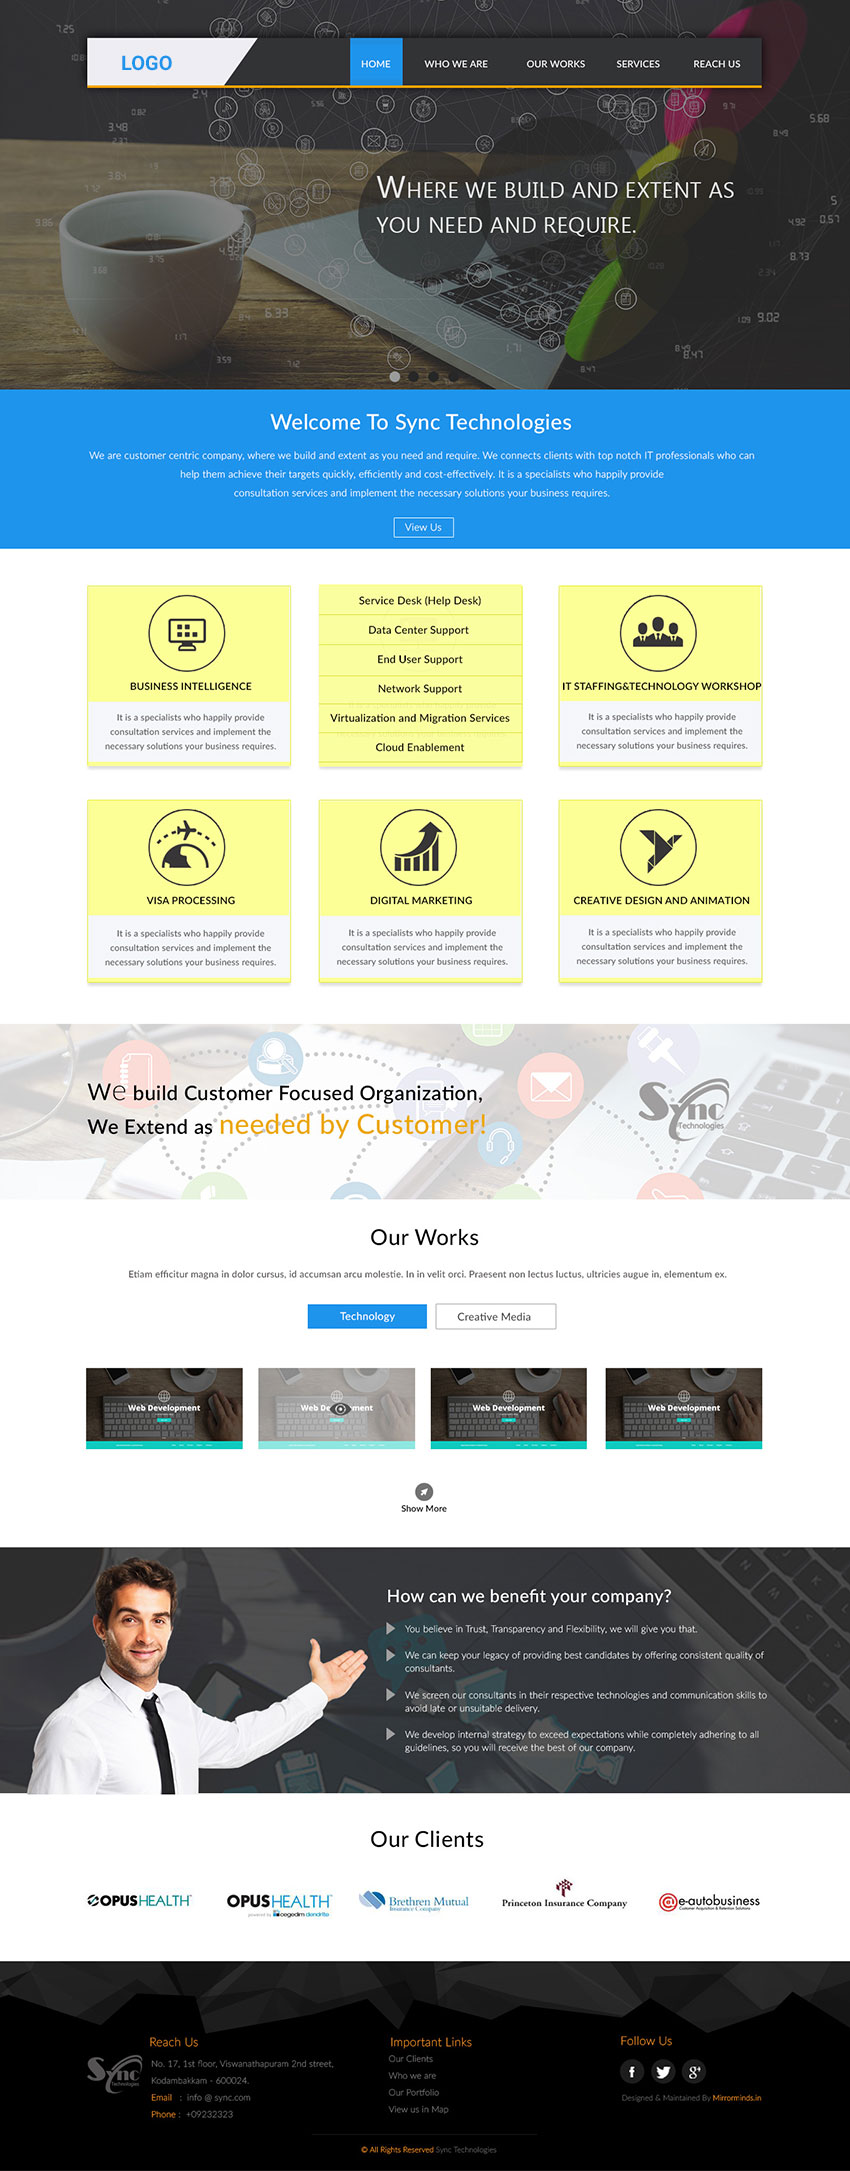 LOGO
HOME
WHO WE ARE
OUR WORKS
SERVICES
REACH US
WHERE WE BUILD AND EXTENT AS
YOU NEED AND REQUIRE.
Welcome To Sync Technologies
We are customer centric company, where we build and extent as you need and require. We connects clients with top notch IT professionals who can
help them achieve their targets quickly, efficiently and cost-effectively. It is a specialists who happily provide
consultation services and implement the necessary solutions your business requires.
View Us
BUSINESS INTELLIGENCE
It is a specialists who happily provide
consultation services and implement the
necessary solutions your business requires.
Service Desk (Help Desk)
Data Center Support
End User Support
Network Support
Virtualization and Migration Services
Cloud Enablement
IT STAFFING&TECHNOLOGY WORKSHOP
It is a specialists who happily provide
consultation services and implement the
necessary solutions your business requires.
VISA PROCESSING
It is a specialists who happily provide
consultation services and implement the
necessary solutions your business requires.
DIGITAL MARKETING
It is a specialists who happily provide
consultation services and implement the
necessary solutions your business requires.
CREATIVE DESIGN AND ANIMATION
It is a specialists who happily provide
consultation services and implement the
necessary solutions your business requires.
We build Customer Focused Organization,
We Extend as needed by Customer!
Sync
Technologies
Our Works
Etiam efficitur magna in dolor cursus, id accumsan arcu molestie. In in velit orci. Praesent non lectus luctus, ultricies augue in, elementum ex.
Technology
Creative Media
Web Development
Web De
Web Development
Web Development
Show More
How can we benefit your company?
You believe in Trust, Transparency and Flexibility, we will give you that.
We can keep your legacy of providing best candidates by offering consistent quality of
consultants.
We screen our consultants in their respective technologies and communication skills to
avoid late or unsuitable delivery.
We develop internal strategy to exceed expectations while completely adhering to all
guidelines, so you will receive the best of our company.
Our Clients
OPUSHEALTH
OPUSHEALTH
powered by cegedim dendrite
Brethren Mutual
Insurance Company
Princeton Insurance Company
e-autobusiness
Customer Acquisition & Retention Solutions
Sync
Technologies
Reach Us
No. 17, 1st floor, Viswanathapuram 2nd street,
Kodambakkam - 600024.
Email : info @ sync.com
Phone : +09232323
Important Links
Our Clients
Who we are
Our Portfolio
View us in Map
Follow Us
Designed & Maintained By Mirrorminds.in
© All Rights Reserved Sync Technologies